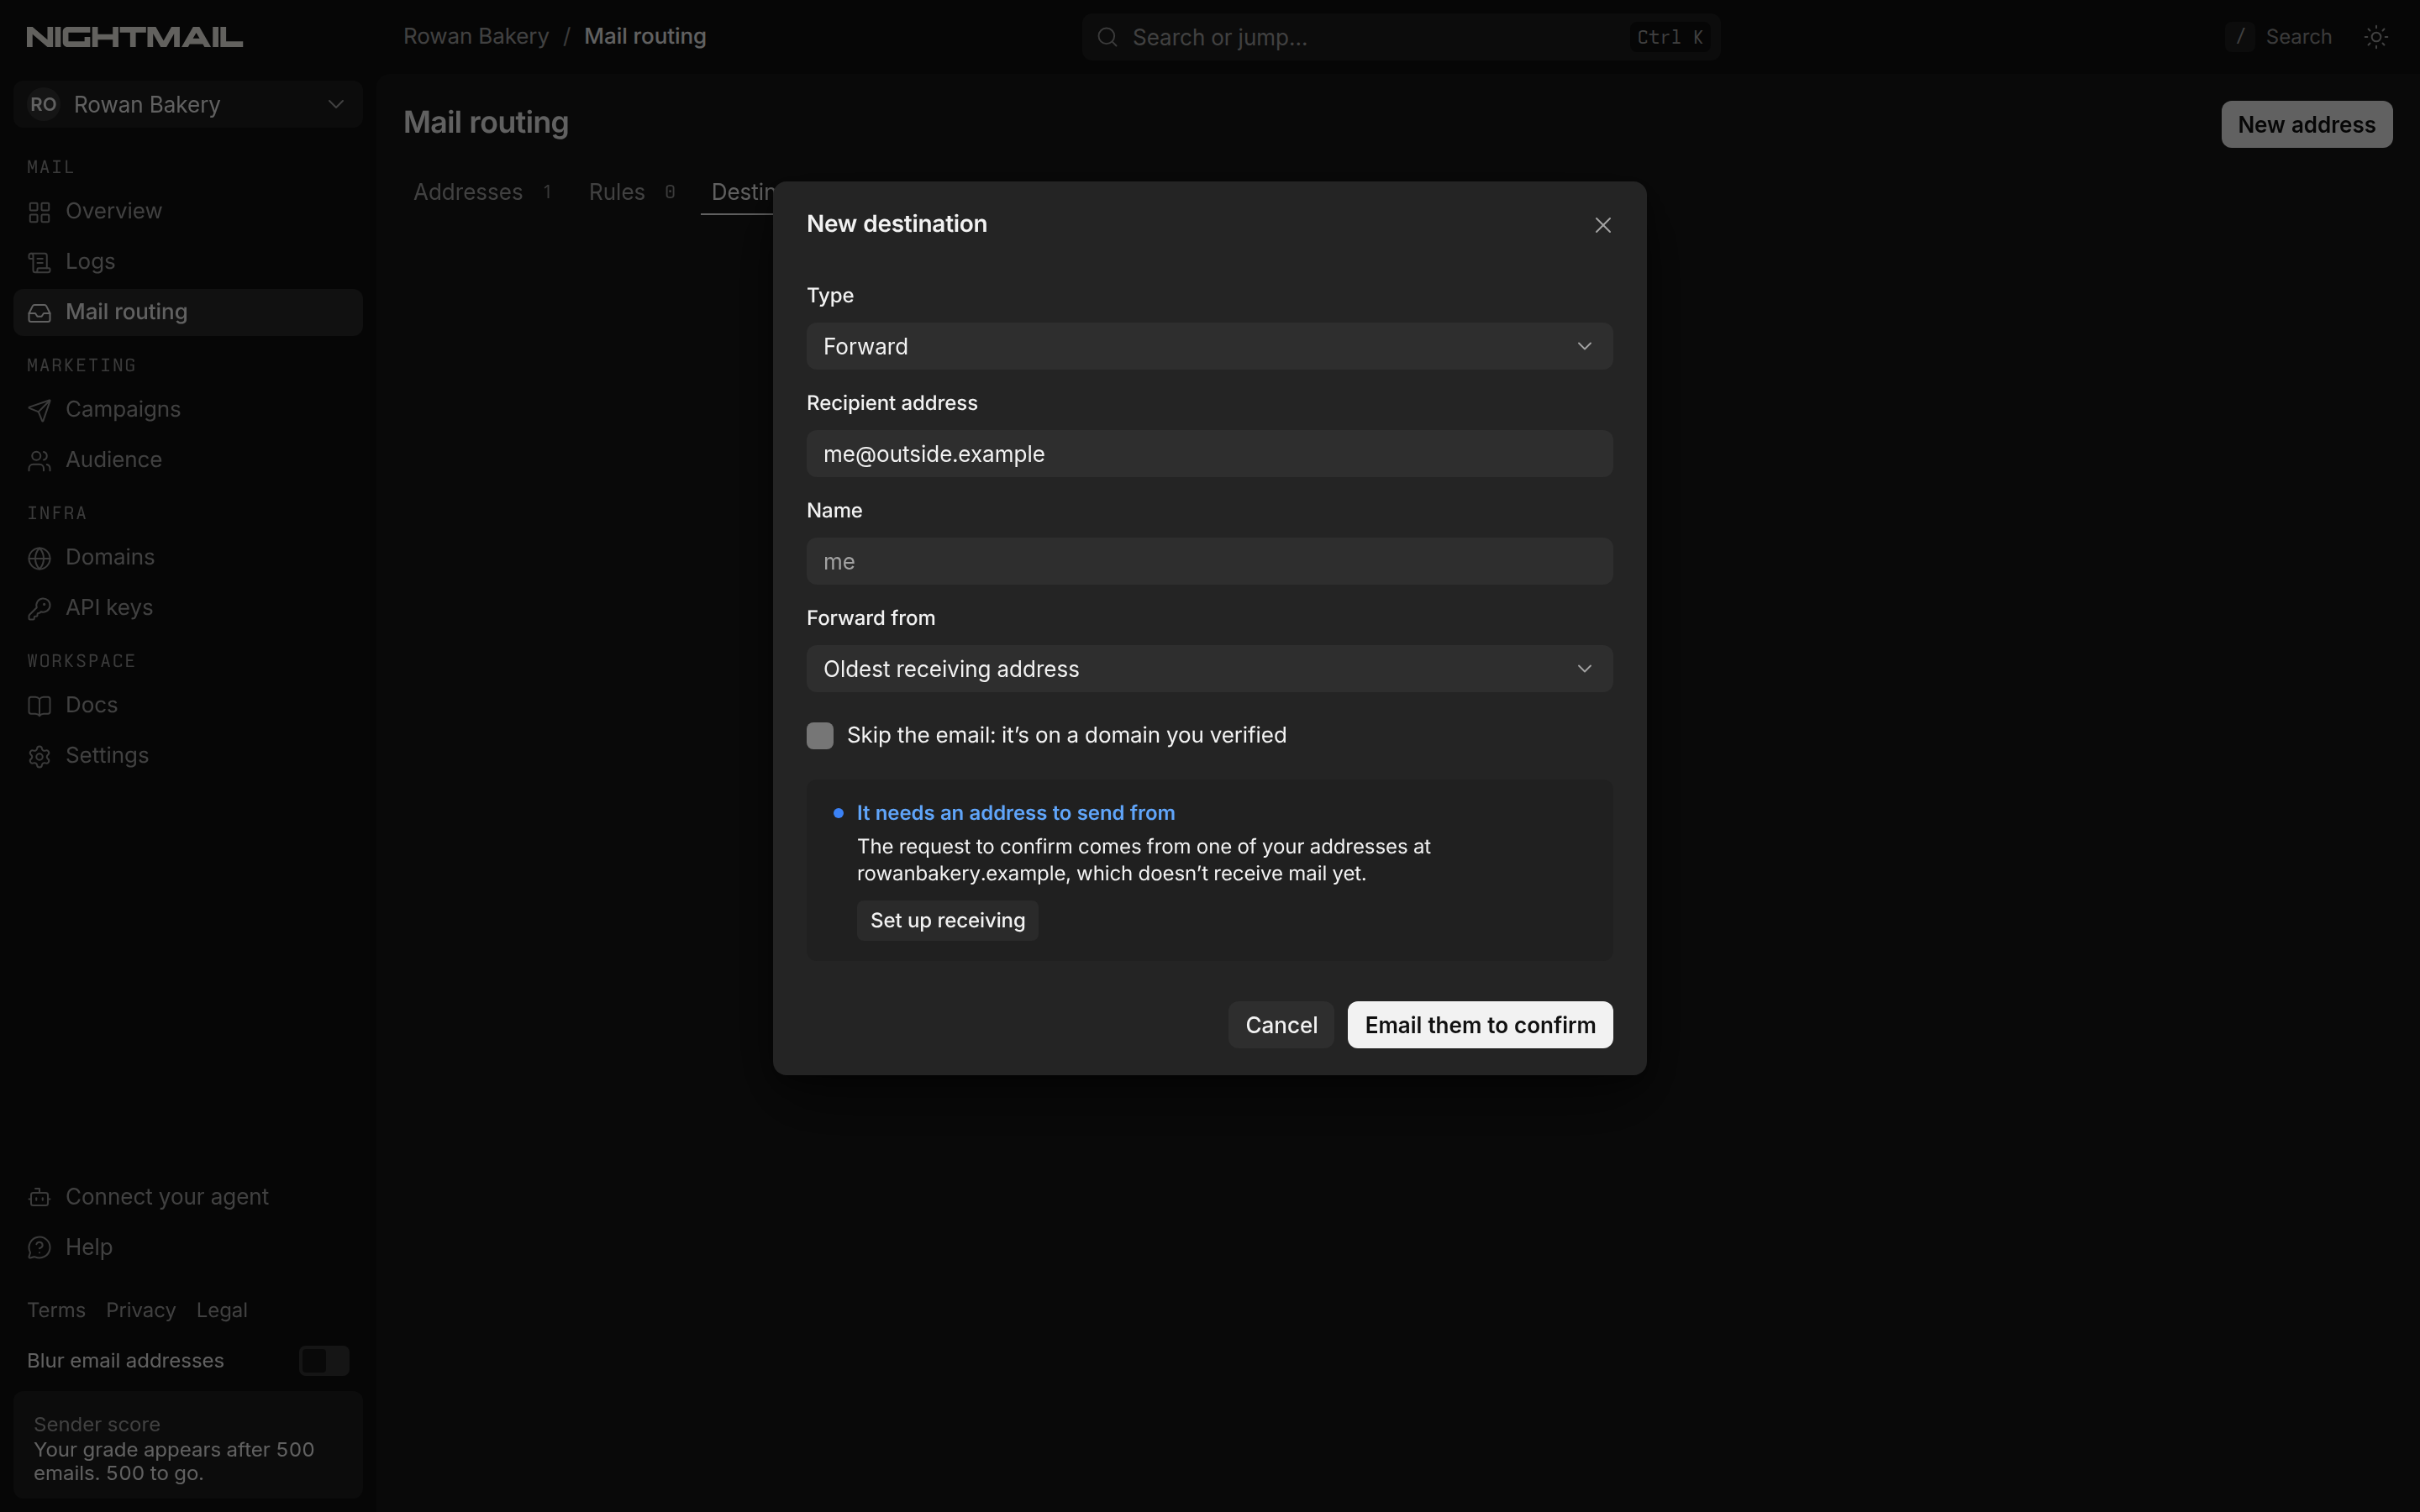 NIGHTMAIL
Rowan Bakery / Mail routing
Search or jump...
Ctrl K
/ Search
RO Rowan Bakery
MAIL
Overview
Logs
Mail routing
MARKETING
Campaigns
Audience
INFRA
Domains
API keys
WORKSPACE
Docs
Settings
Connect your agent
Help
Terms Privacy Legal
Blur email addresses
Sender score
Your grade appears after 500
emails. 500 to go.
Mail routing
New address
Addresses 1 Rules 0 Destin
New destination
Type
Forward
Recipient address
me@outside.example
Name
me
Forward from
Oldest receiving address
Skip the email: it’s on a domain you verified
It needs an address to send from
The request to confirm comes from one of your addresses at
rowanbakery.example, which doesn’t receive mail yet.
Set up receiving
Cancel
Email them to confirm